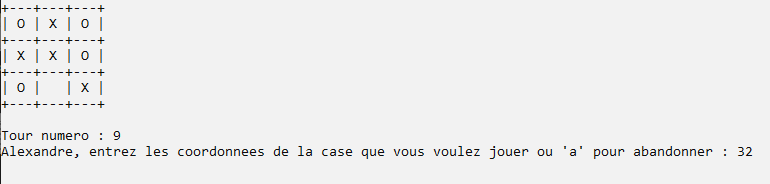 +---+---+---+
| O | X | O |
+---+---+---+
| X | X | O |
+---+---+---+
| O |   | X |
+---+---+---+
Tour numero : 9
Alexandre, entrez les coordonnees de la case que vous voulez jouer ou 'a' pour abandonner : 32